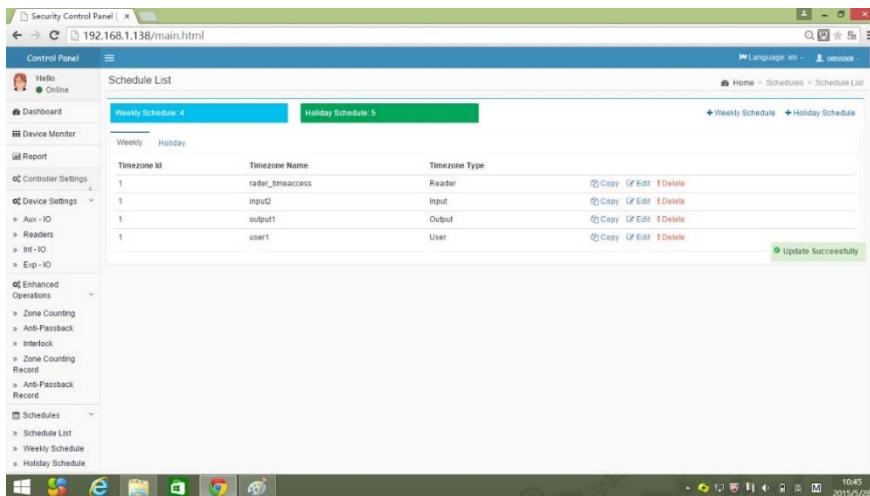 Security Control Panel |
192.168.1.138/main.html
Control Panel
Language: en
omnixk
Hello
Online
Schedule List
Home > Schedules > Schedule List
Dashboard
Device Monitor
Report
Controller Settings
Device Settings
» Aux - IO
» Readers
» Int - IO
» Exp - IO
Enhanced
Operations
» Zone Counting
» Anti-Passback
» Interlock
» Zone Counting
Record
» Anti-Passback
Record
Schedules
» Schedule List
» Weekly Schedule
» Holiday Schedule
Weekly Schedule: 4
Holiday Schedule: 5
+ Weekly Schedule + Holiday Schedule
Weekly Holiday
Timezone Id Timezone Name Timezone Type
1 rader_timeaccess Reader Copy Edit Delete
1 input2 Input Copy Edit Delete
1 output1 Output Copy Edit Delete
1 user1 User Copy Edit Delete
Update Successfully
英 M
10:45